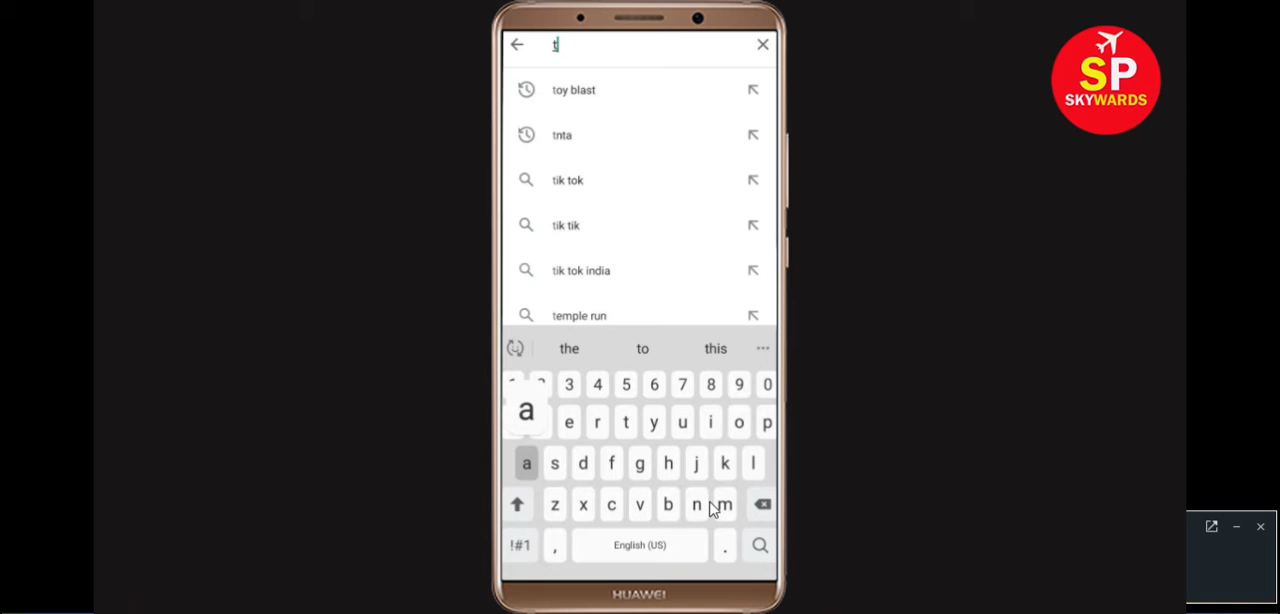 t
SP
SKYWARDS
toy blast
tnta
tik tok
tik tik
tik tok india
temple run
the to this ...
3 4 5 6 7 8 9 0
a
e r t y u i o p
a s d f g h j k l
z x c v b n m
!#1 , English (US) .
HUAWEI